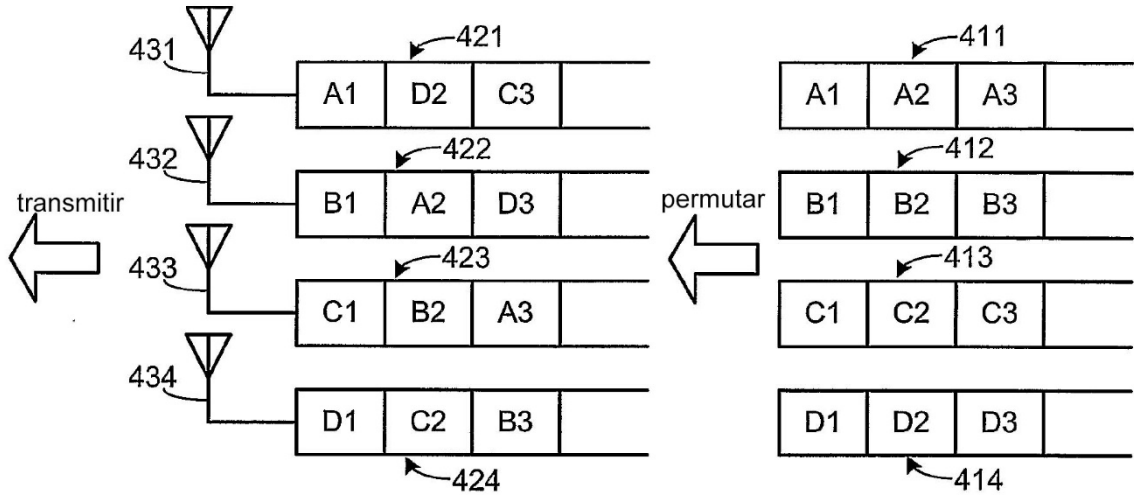 431
421
411
A1 D2 C3
A1 A2 A3
432
422
412
transmitir
B1 A2 D3
permutar
B1 B2 B3
433
423
413
C1 B2 A3
C1 C2 C3
434
D1 C2 B3
D1 D2 D3
424
414